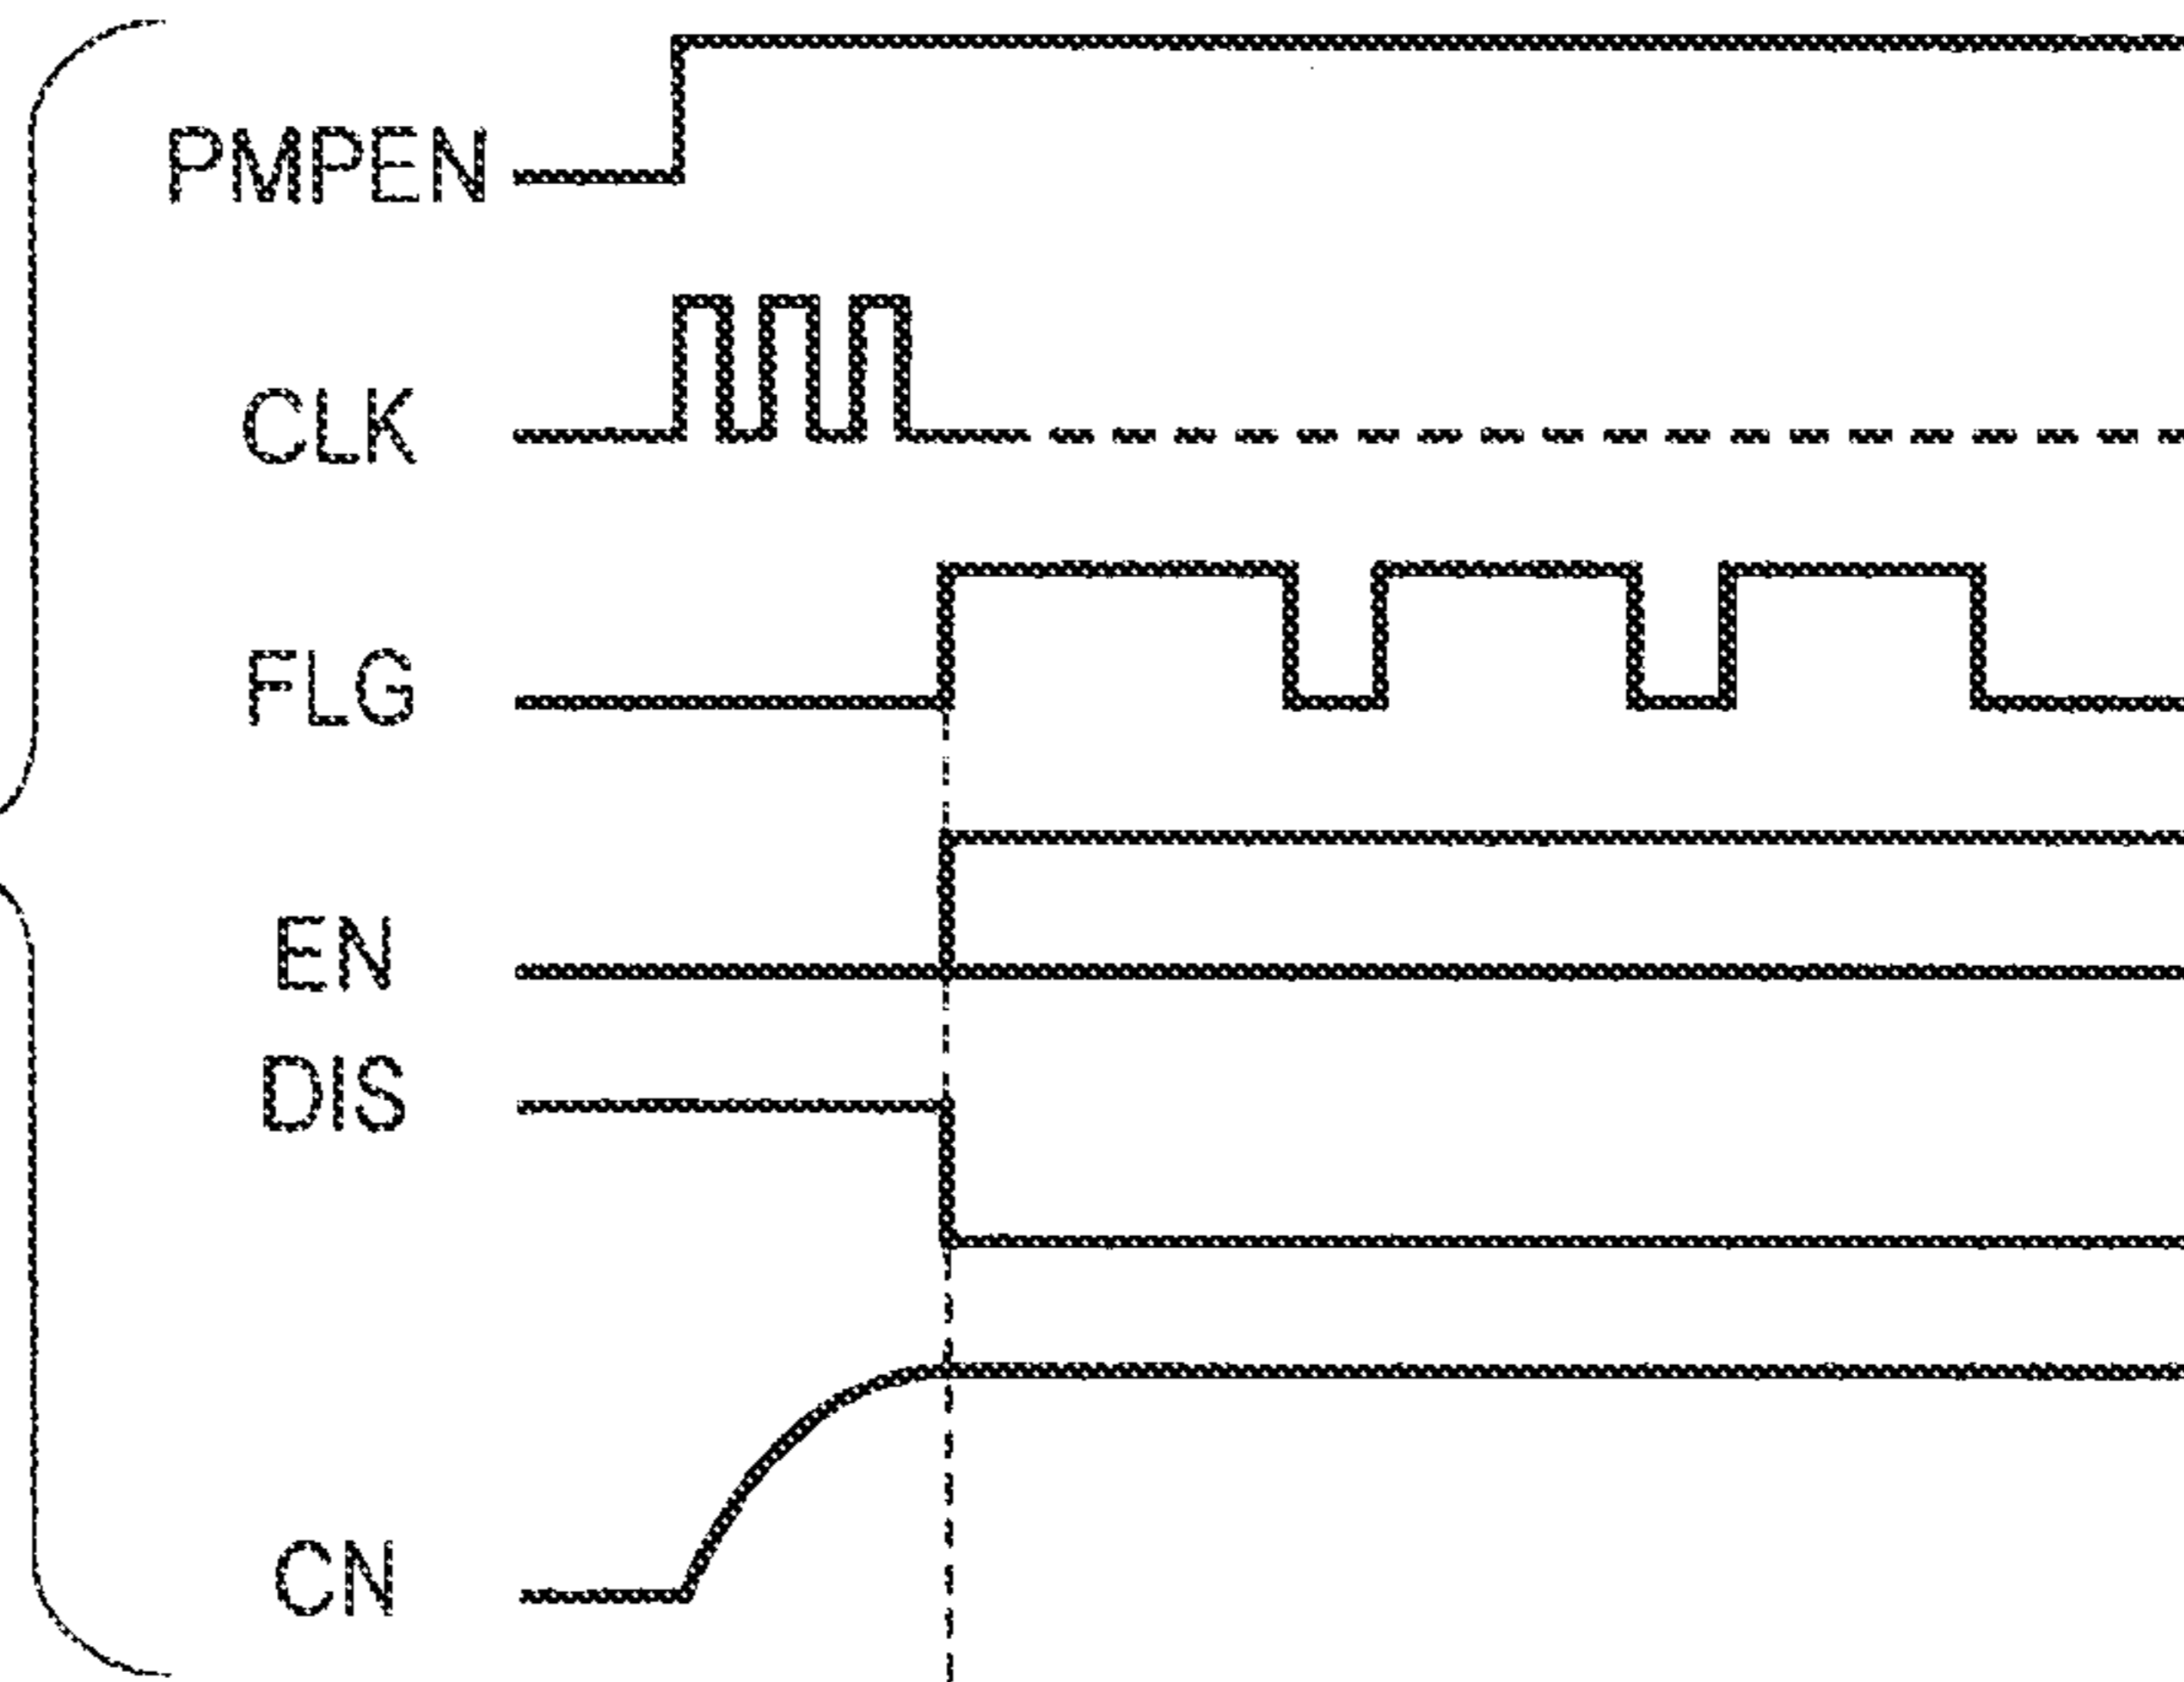 PMPEN
CLK
FLG
EN
DIS
CN